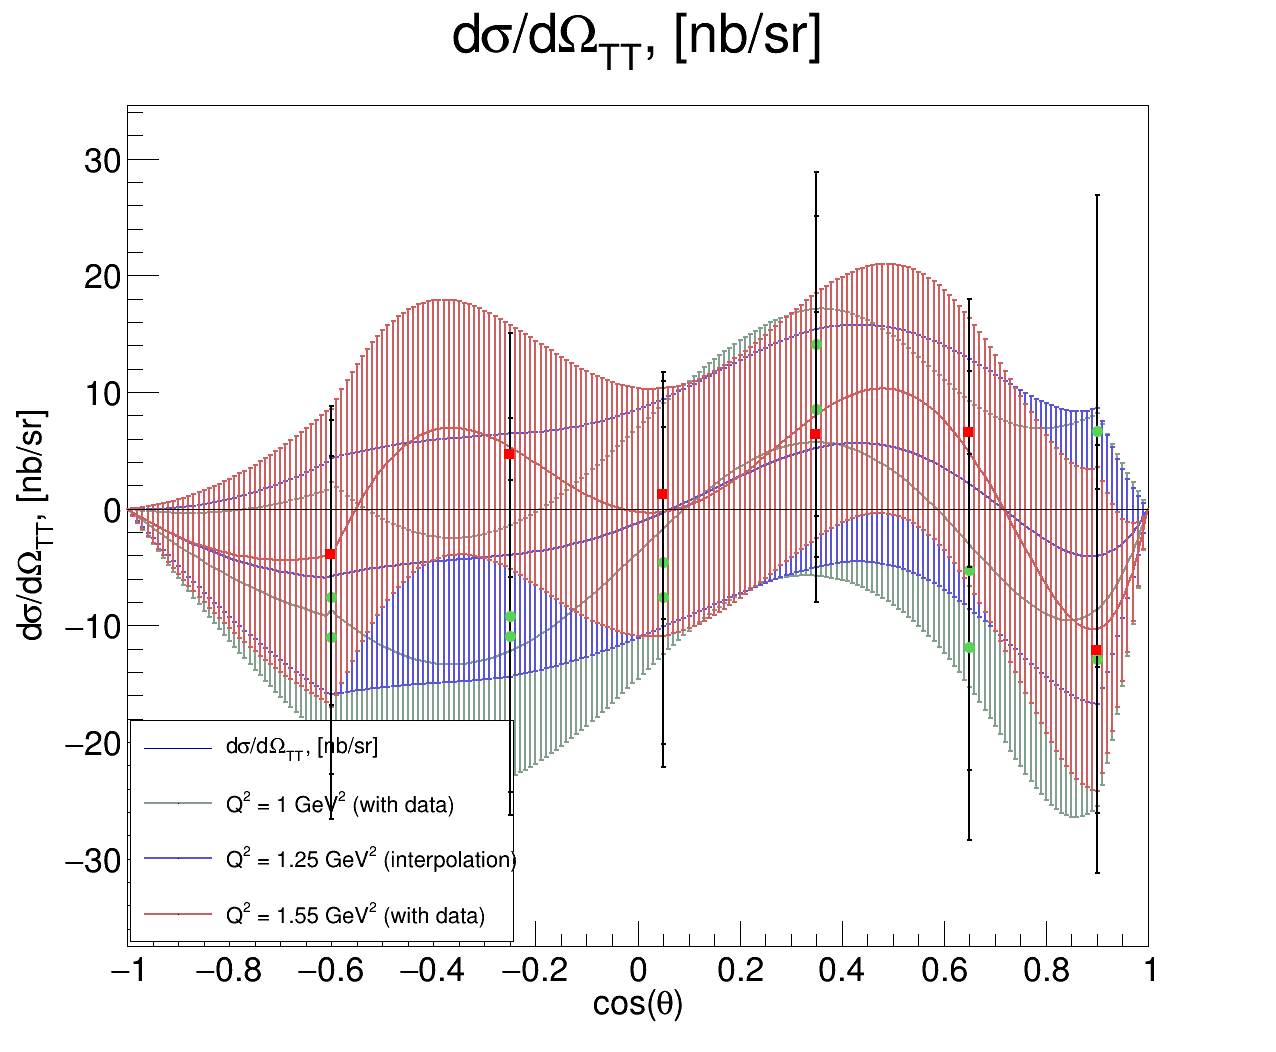 dσ/dΩ_TT, [nb/sr]
dσ/dΩ_TT, [nb/sr]
30
20
10
0
−10
−20
−30
dσ/dΩ_TT, [nb/sr]
Q² = 1 GeV² (with data)
Q² = 1.25 GeV² (interpolation)
Q² = 1.55 GeV² (with data)
−1 −0.8 −0.6 −0.4 −0.2 0 0.2 0.4 0.6 0.8 1
cos(θ)